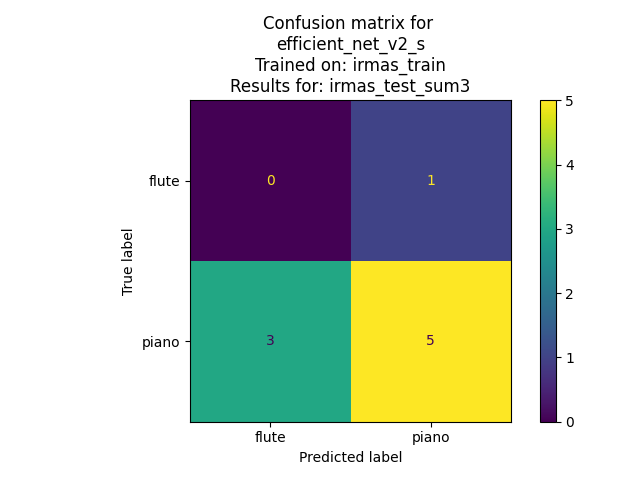 Confusion matrix for
efficient_net_v2_s
Trained on: irmas_train
Results for: irmas_test_sum3
True label
flute
0
1
piano
3
5
flute
piano
Predicted label
5
4
3
2
1
0